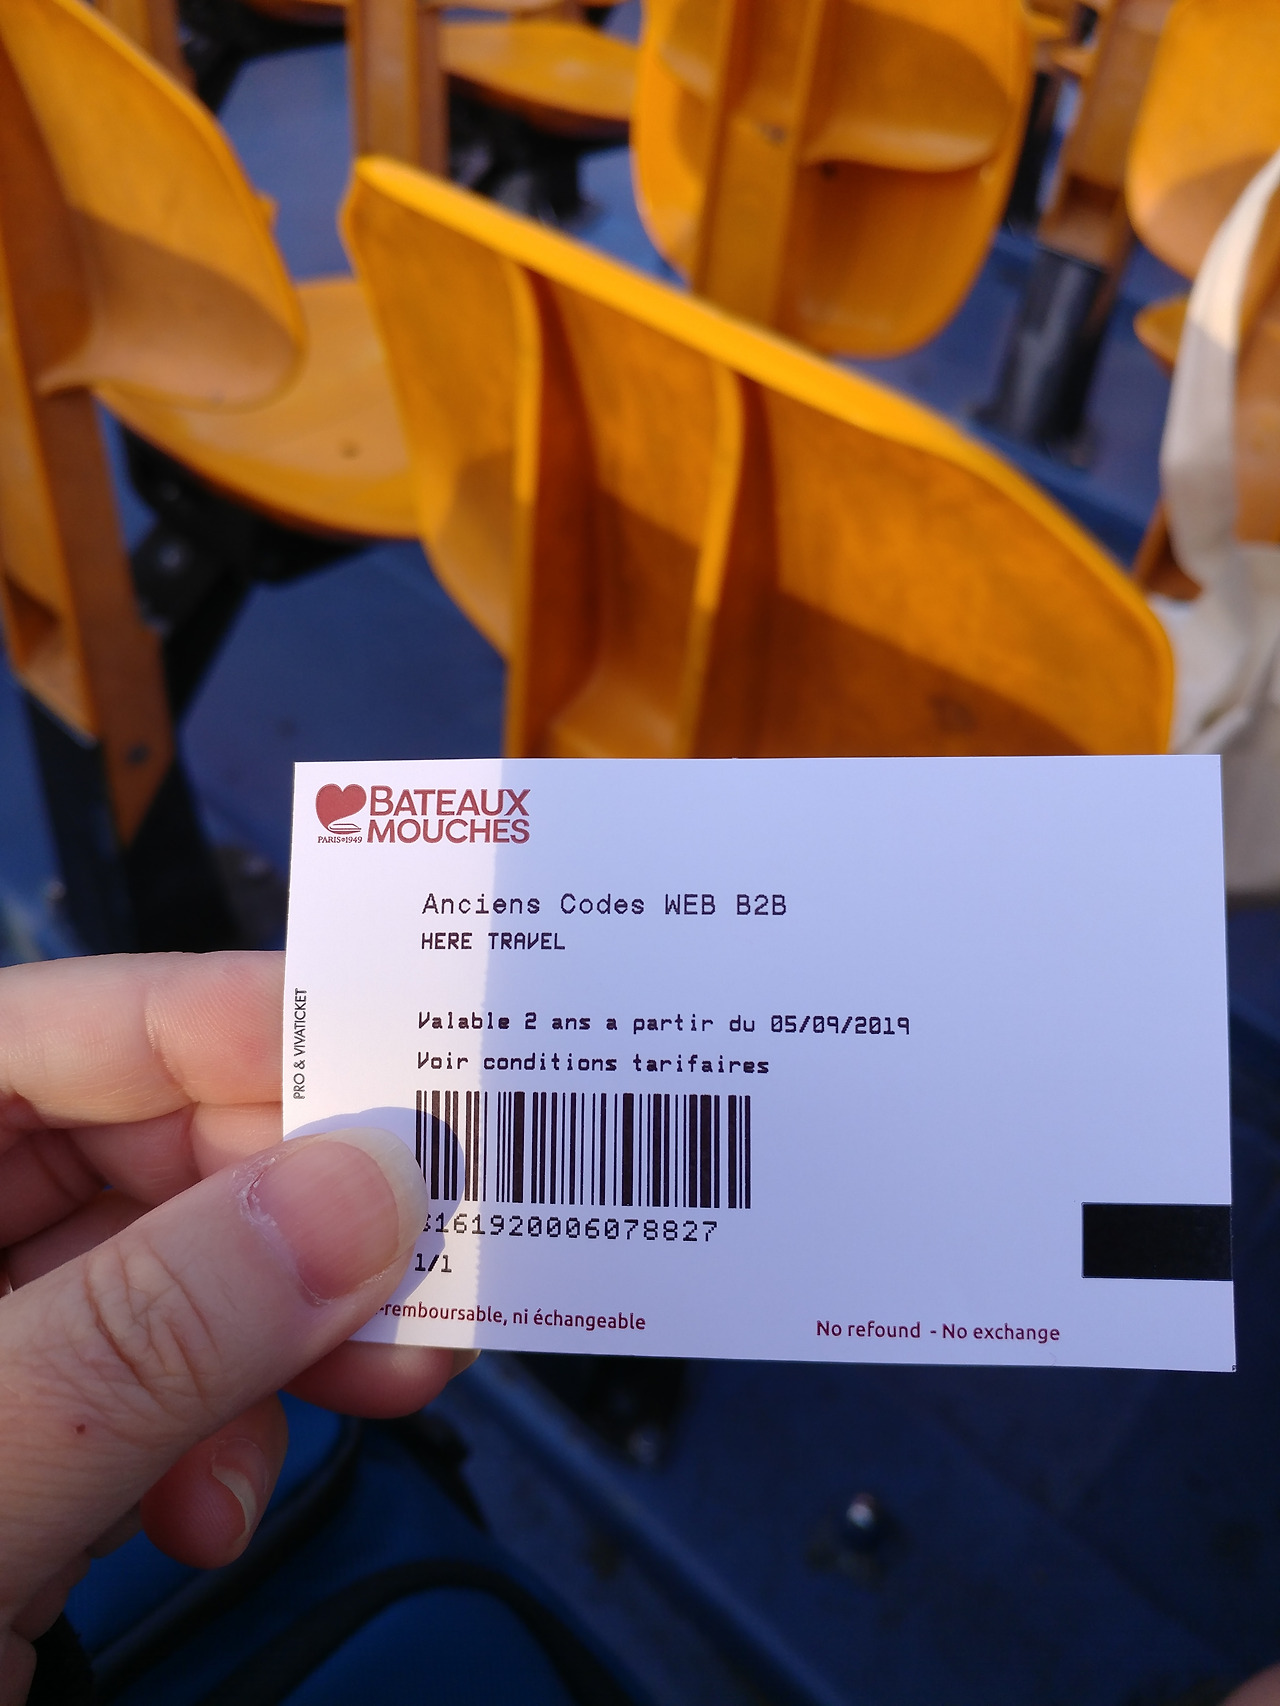 BATEAUX
MOUCHES
PARIS 1949
Anciens Codes WEB B2B
HERE TRAVEL
Valable 2 ans a partir du 05/09/2019
Voir conditions tarifaires
PRO & VIVATICKET
161920006078827
1/1
-remboursable, ni échangeable
No refound - No exchange